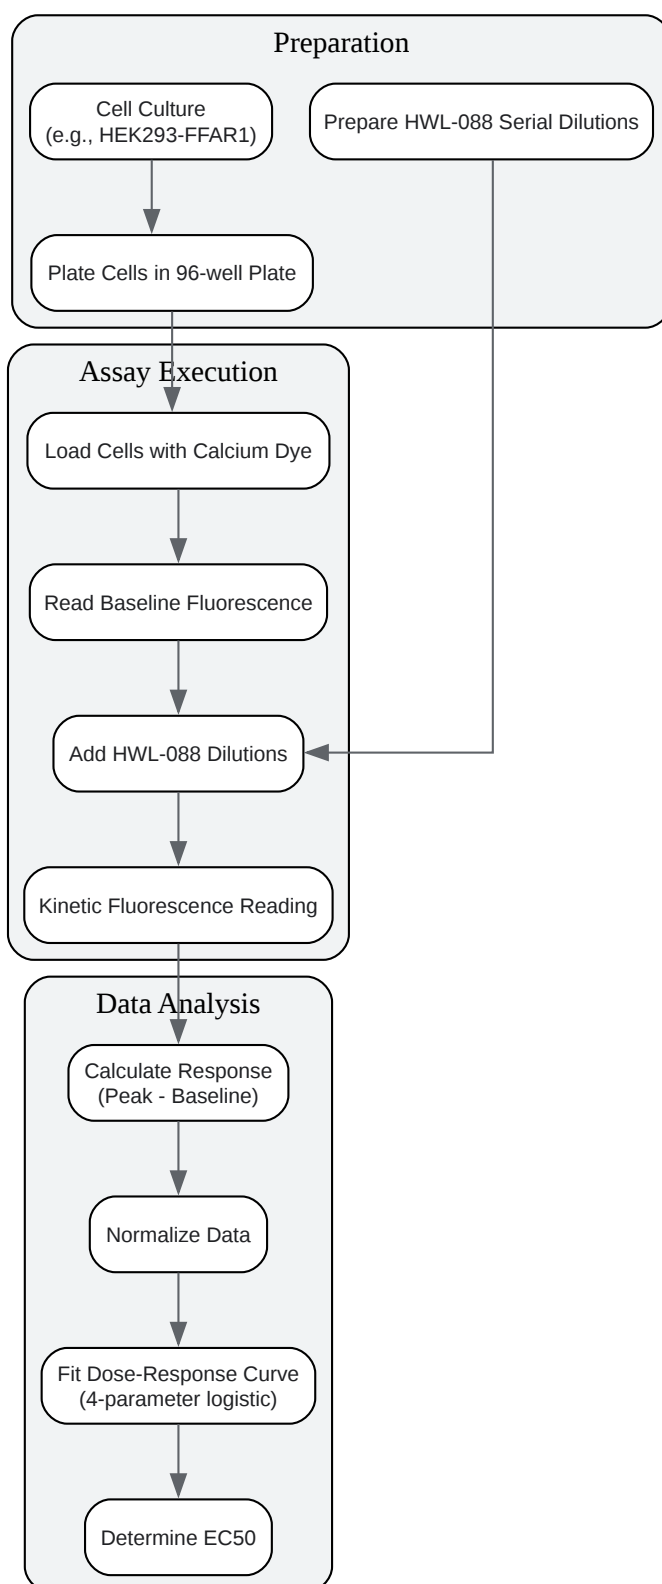 Preparation
Cell Culture
(e.g., HEK293-FFAR1)
Prepare HWL-088 Serial Dilutions
Plate Cells in 96-well Plate
Assay Execution
Load Cells with Calcium Dye
Read Baseline Fluorescence
Add HWL-088 Dilutions
Kinetic Fluorescence Reading
Data Analysis
Calculate Response
(Peak - Baseline)
Normalize Data
Fit Dose-Response Curve
(4-parameter logistic)
Determine EC50